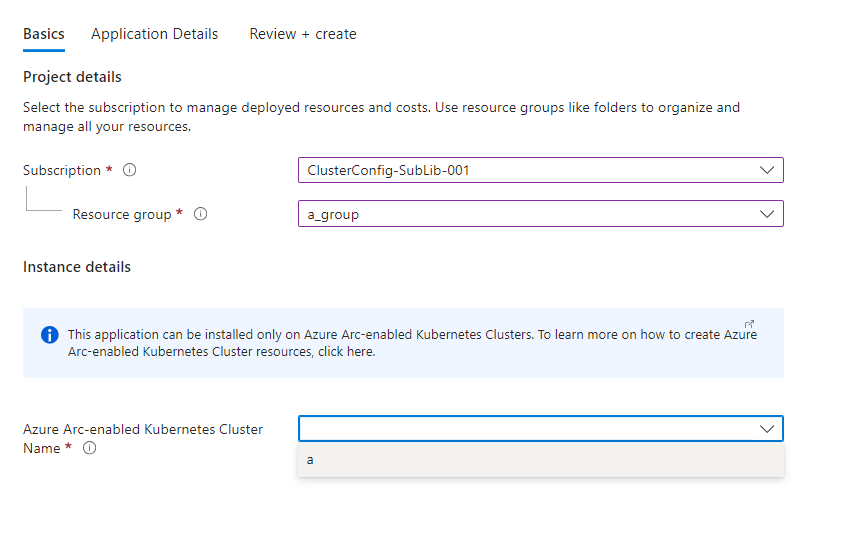 Basics Application Details Review + create
Project details
Select the subscription to manage deployed resources and costs. Use resource groups like folders to organize and
manage all your resources.
Subscription * ClusterConfig-SubLib-001
Resource group * a_group
Instance details
This application can be installed only on Azure Arc-enabled Kubernetes Clusters. To learn more on how to create Azure
Arc-enabled Kubernetes Cluster resources, click here.
Azure Arc-enabled Kubernetes Cluster
Name *
a